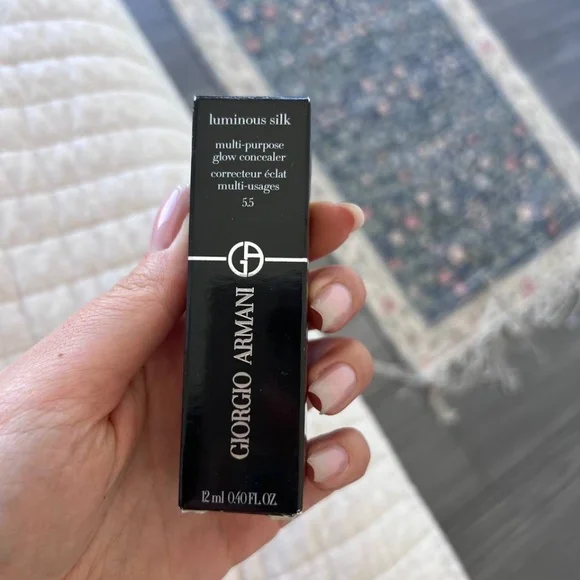 luminous silk
multi-purpose
glow concealer
correcteur éclat
multi-usages
5.5
GA
GIORGIO ARMANI
12 ml 0.40 FL.OZ.